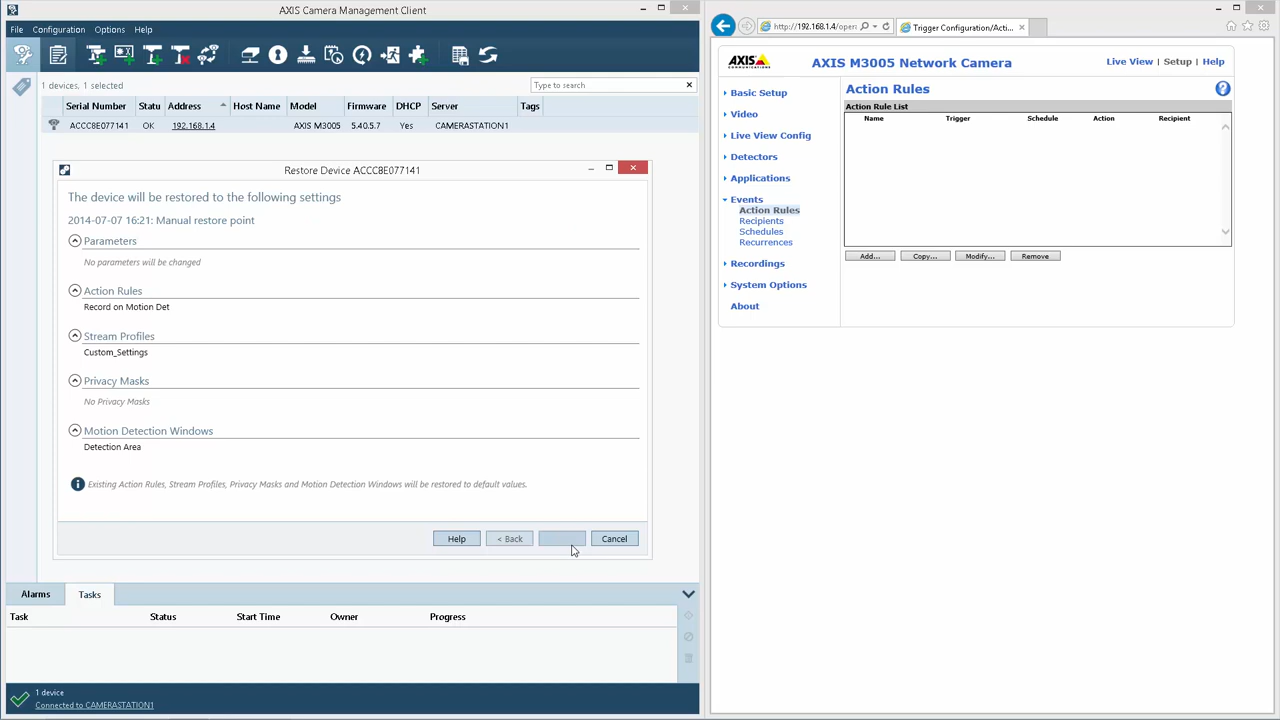 AXIS Camera Management Client
File Configuration Options Help
1 devices, 1 selected
Type to search
Serial Number Status Address Host Name Model Firmware DHCP Server Tags
ACCC8E077141 OK 192.168.1.4 AXIS M3005 5.40.5.7 Yes CAMERASTATION1
Restore Device ACCC8E077141
The device will be restored to the following settings
2014-07-07 16:21: Manual restore point
Parameters
No parameters will be changed
Action Rules
Record on Motion Det
Stream Profiles
Custom_Settings
Privacy Masks
No Privacy Masks
Motion Detection Windows
Detection Area
Existing Action Rules, Stream Profiles, Privacy Masks and Motion Detection Windows will be restored to default values.
Help < Back Cancel
Alarms Tasks
Task Status Start Time Owner Progress
1 device
Connected to CAMERASTATION1
http://192.168.1.4/oper
Trigger Configuration/Acti...
AXIS
COMMUNICATIONS
AXIS M3005 Network Camera
Live View | Setup | Help
Basic Setup
Video
Live View Config
Detectors
Applications
Events
Action Rules
Recipients
Schedules
Recurrences
Recordings
System Options
About
Action Rules
Action Rule List
Name Trigger Schedule Action Recipient
Add... Copy... Modify... Remove